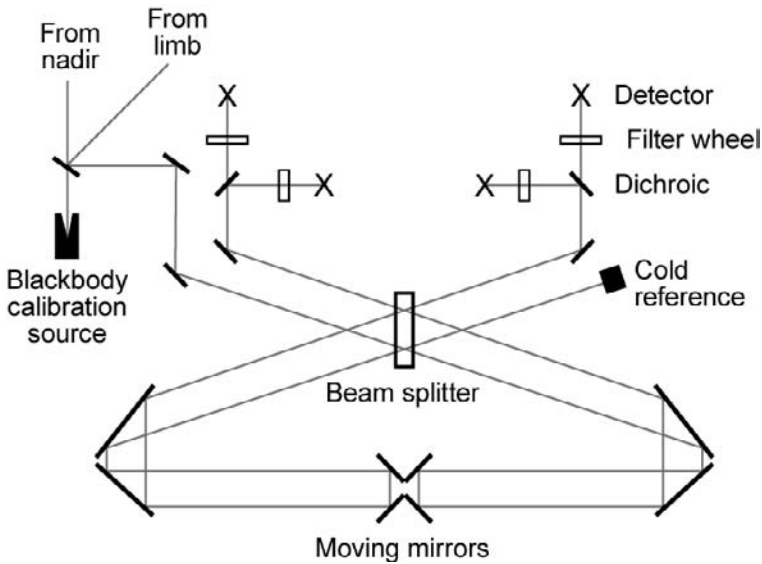 From
nadir
From
limb
Detector
Filter wheel
Dichroic
Blackbody
calibration
source
Cold
reference
Beam splitter
Moving mirrors